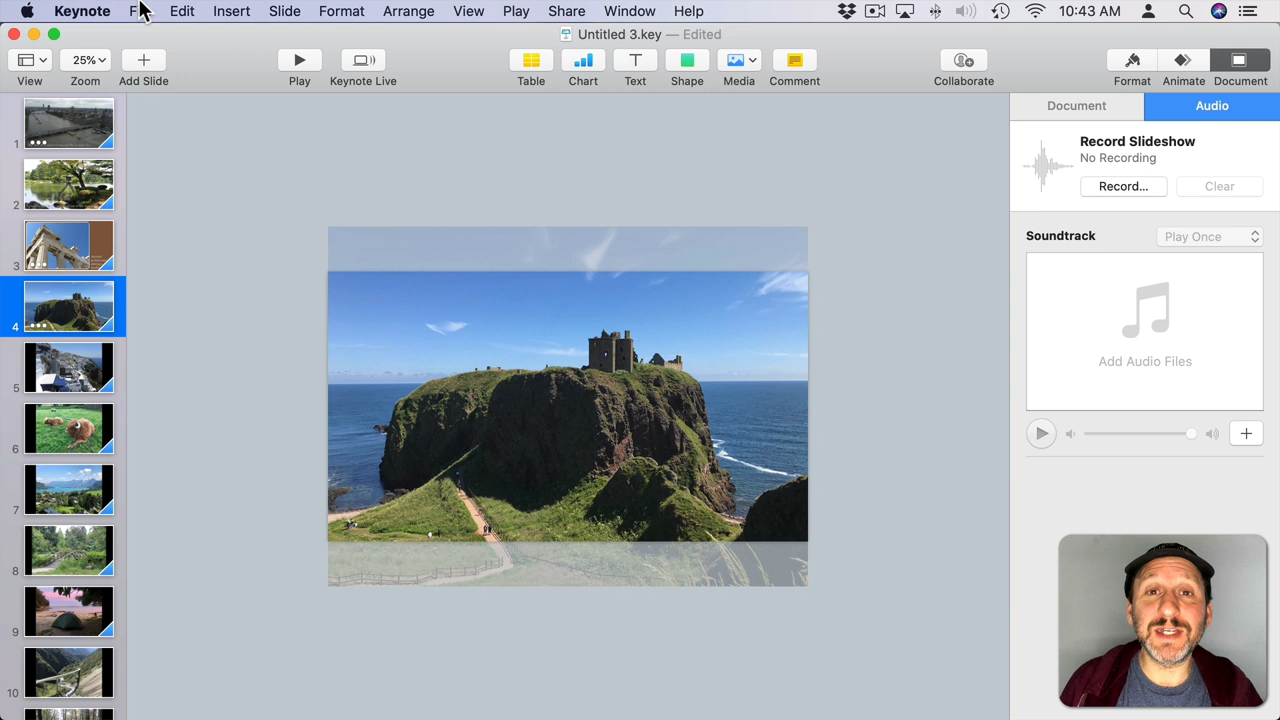 Keynote F Edit Insert Slide Format Arrange View Play Share Window Help 10:43 AM
Untitled 3.key — Edited
25%
View Zoom Add Slide Play Keynote Live Table Chart Text Shape Media Comment Collaborate Format Animate Document
Document Audio
Record Slideshow
No Recording
Record... Clear
Soundtrack Play Once
Add Audio Files
1
2
3
4
5
6
7
8
9
10